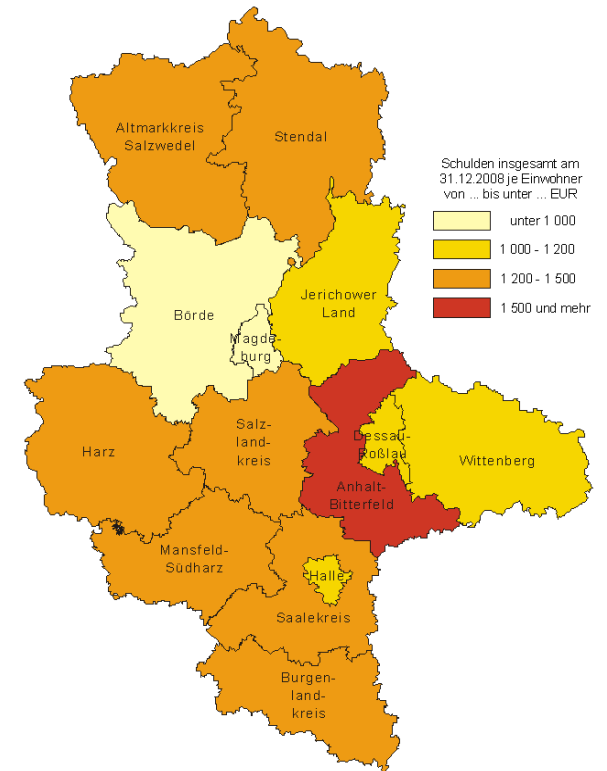 Altmarkkreis
Salzwedel
Stendal
Schulden insgesamt am
31.12.2008 je Einwohner
von ... bis unter ... EUR
unter 1 000
1 000 - 1 200
1 200 - 1 500
1 500 und mehr
Jerichower
Land
Börde
Magde-
burg
Salz-
land-
kreis
Harz
Dessau-
Roßlau
Wittenberg
Anhalt-
Bitterfeld
Mansfeld-
Südharz
Halle
Saalekreis
Burgen-
land-
kreis